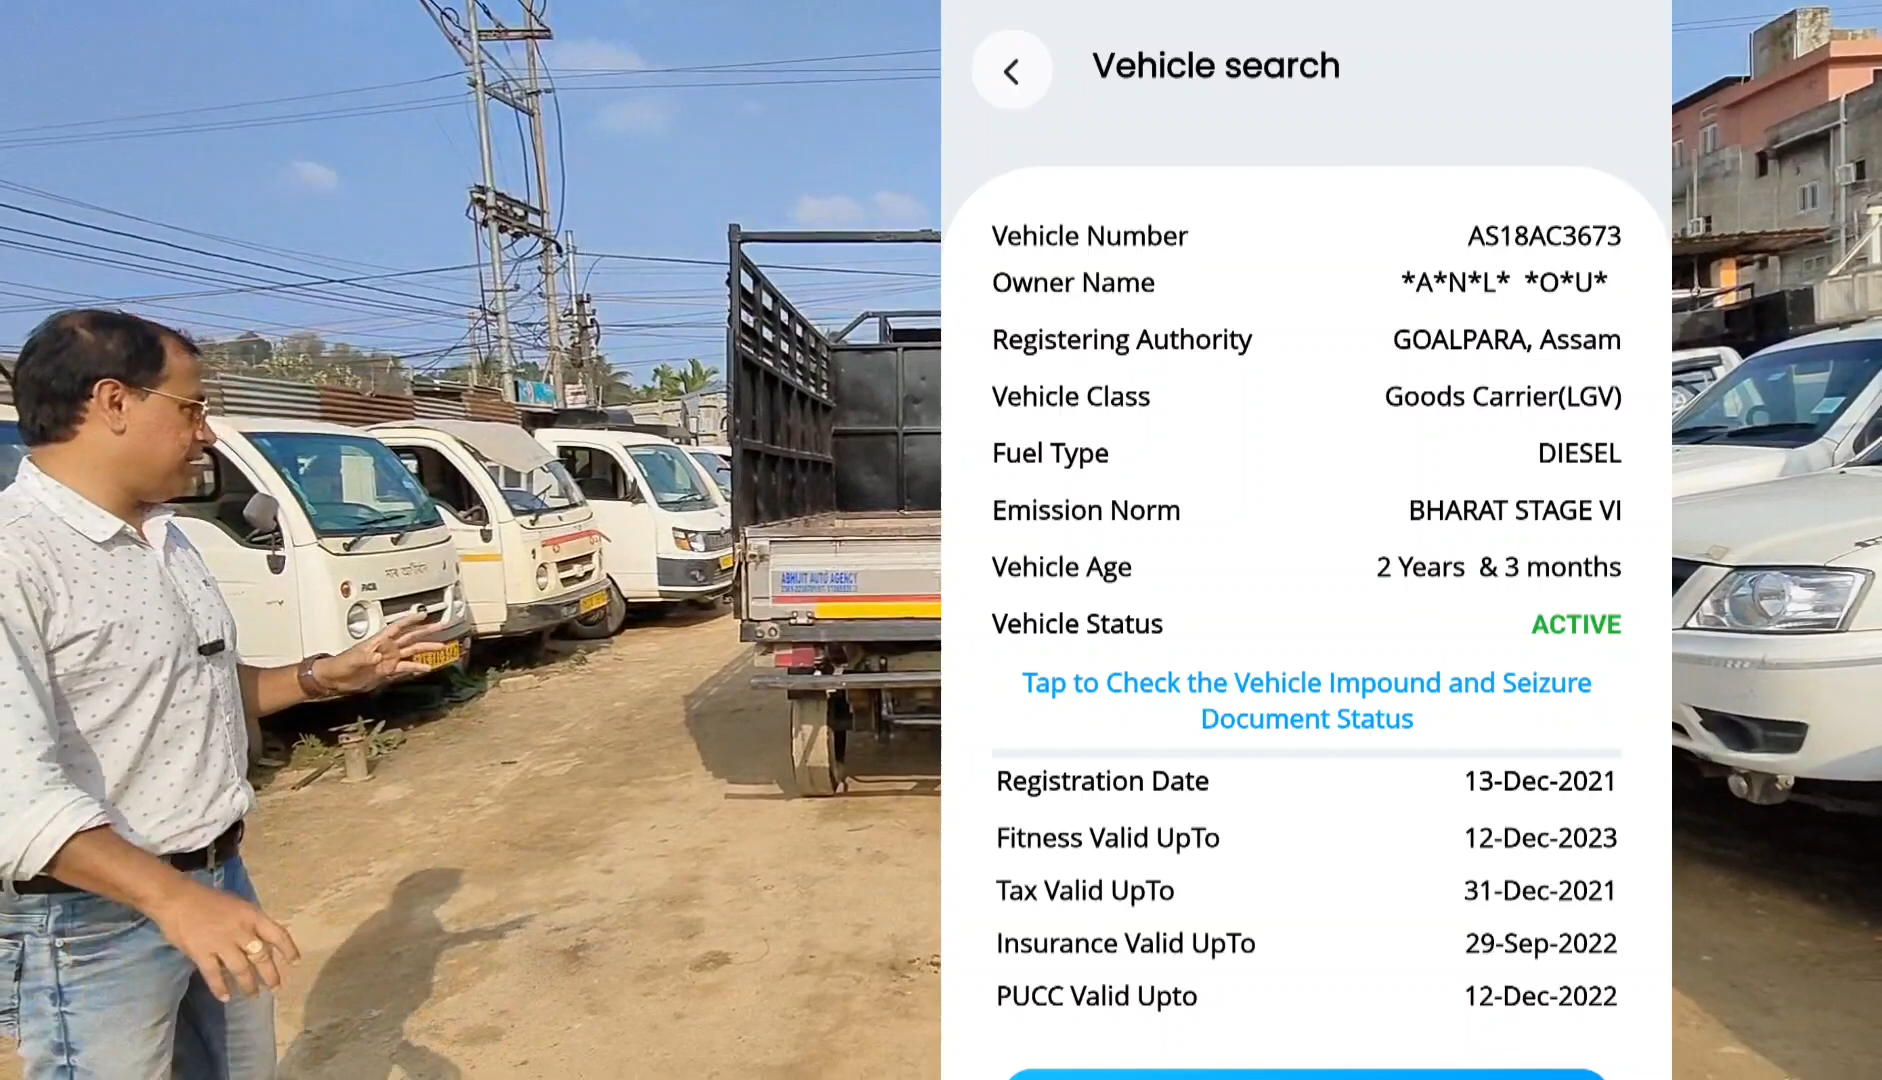 Vehicle search
Vehicle Number AS18AC3673
Owner Name *A*N*L* *O*U*
Registering Authority GOALPARA, Assam
Vehicle Class Goods Carrier(LGV)
Fuel Type DIESEL
Emission Norm BHARAT STAGE VI
Vehicle Age 2 Years & 3 months
Vehicle Status ACTIVE
Tap to Check the Vehicle Impound and Seizure
Document Status
Registration Date 13-Dec-2021
Fitness Valid UpTo 12-Dec-2023
Tax Valid UpTo 31-Dec-2021
Insurance Valid UpTo 29-Sep-2022
PUCC Valid Upto 12-Dec-2022
ABHIJIT AUTO AGENCY